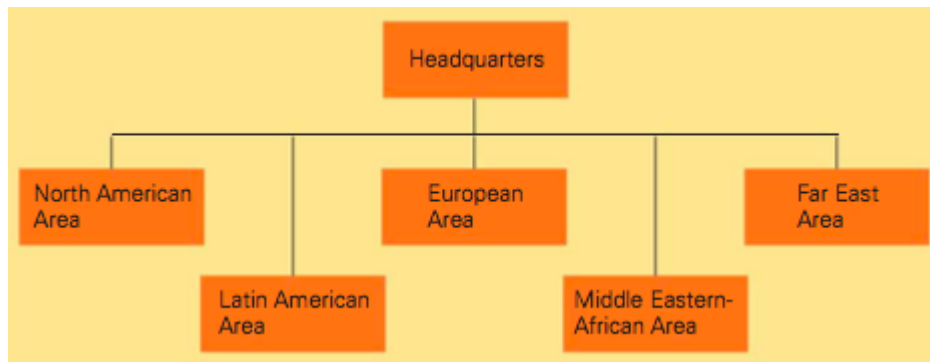 Headquarters
North American
Area
European
Area
Far East
Area
Latin American
Area
Middle Eastern-
African Area